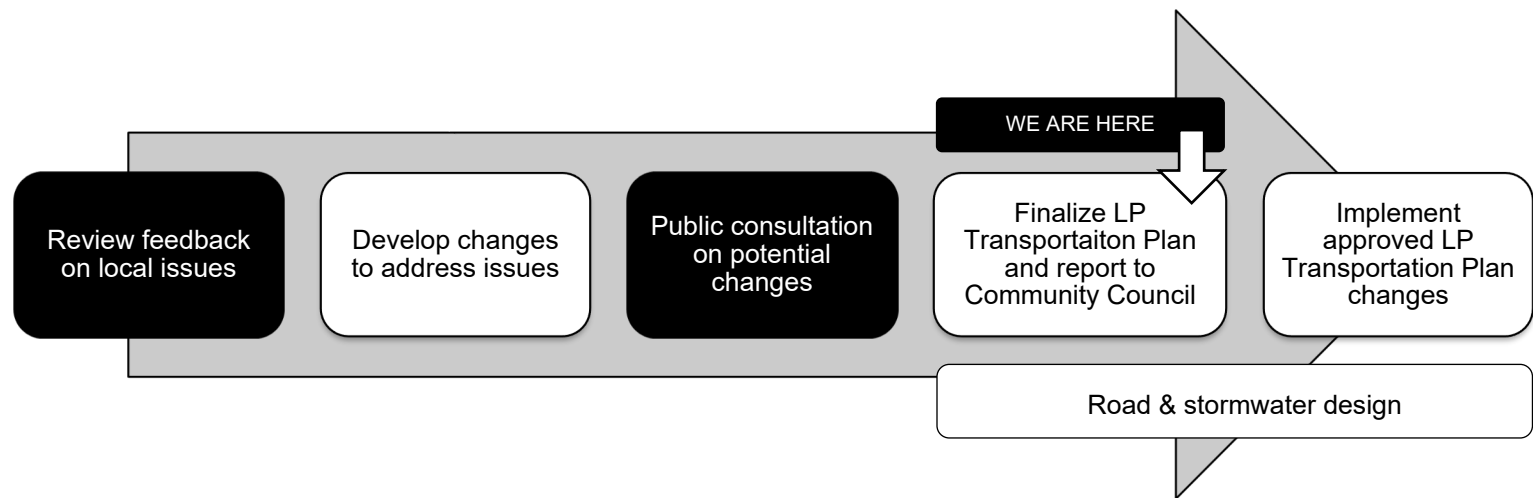 WE ARE HERE
Review feedback
on local issues
Develop changes
to address issues
Public consultation
on potential
changes
Finalize LP
Transportaiton Plan
and report to
Community Council
Implement
approved LP
Transportation Plan
changes
Road & stormwater design